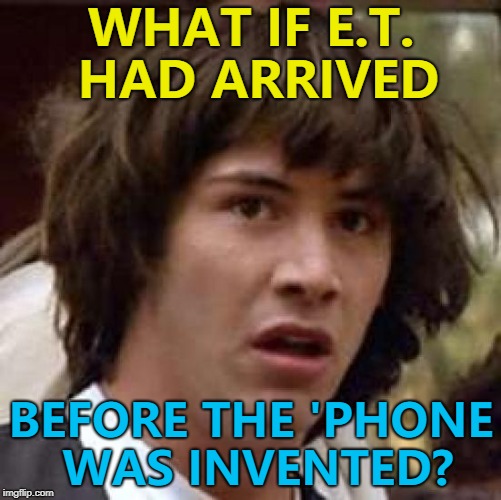 WHAT IF E.T.
HAD ARRIVED
BEFORE THE 'PHONE
WAS INVENTED?
imgflip.com